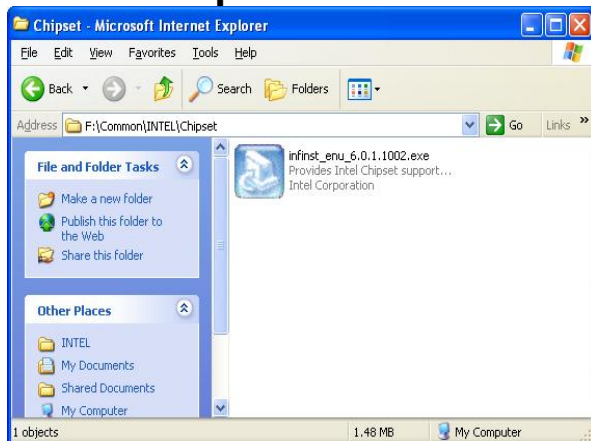 Chipset - Microsoft Internet Explorer
File Edit View Favorites Tools Help
Back Search Folders
Address F:\Common\INTEL\Chipset Go Links »
File and Folder Tasks
Make a new folder
Publish this folder to
the Web
Share this folder
Other Places
INTEL
My Documents
Shared Documents
My Computer
infinst_enu_6.0.1.1002.exe
Provides Intel Chipset support...
Intel Corporation
1 objects 1.48 MB My Computer